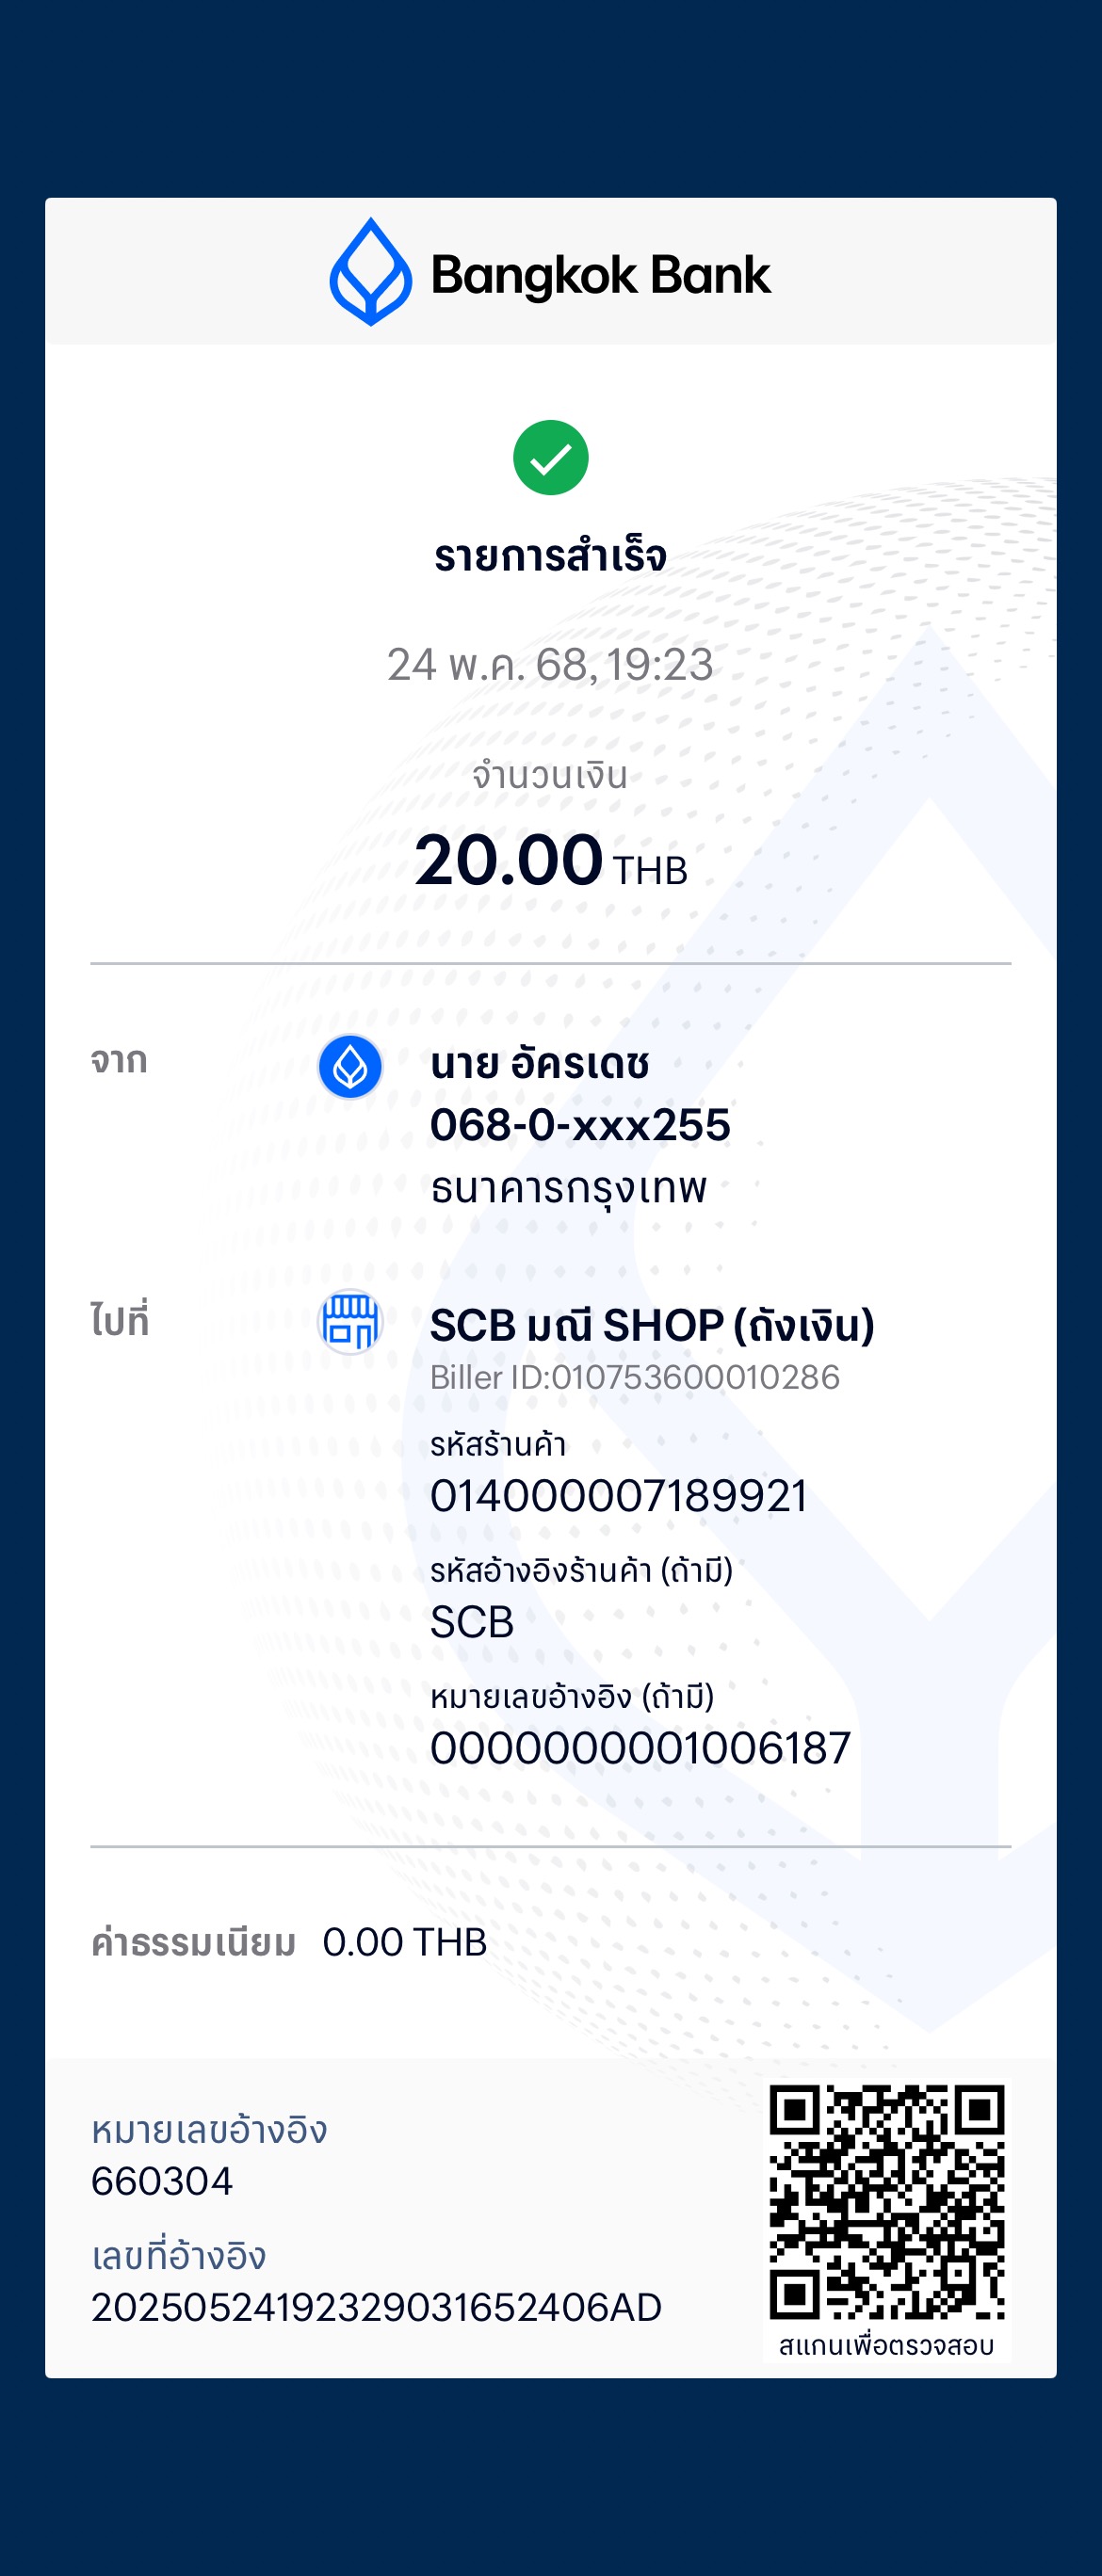 Bangkok Bank
รายการสำเร็จ
24 พ.ค. 68, 19:23
จำนวนเงิน
20.00 THB
จาก
นาย อัครเดช
068-0-xxx255
ธนาคารกรุงเทพ
ไปที่
SCB มณี SHOP (ถังเงิน)
Biller ID:010753600010286
รหัสร้านค้า
014000007189921
รหัสอ้างอิงร้านค้า (ถ้ามี)
SCB
หมายเลขอ้างอิง (ถ้ามี)
0000000001006187
ค่าธรรมเนียม 0.00 THB
หมายเลขอ้างอิง
660304
เลขที่อ้างอิง
20250524192329031652406AD
สแกนเพื่อตรวจสอบ